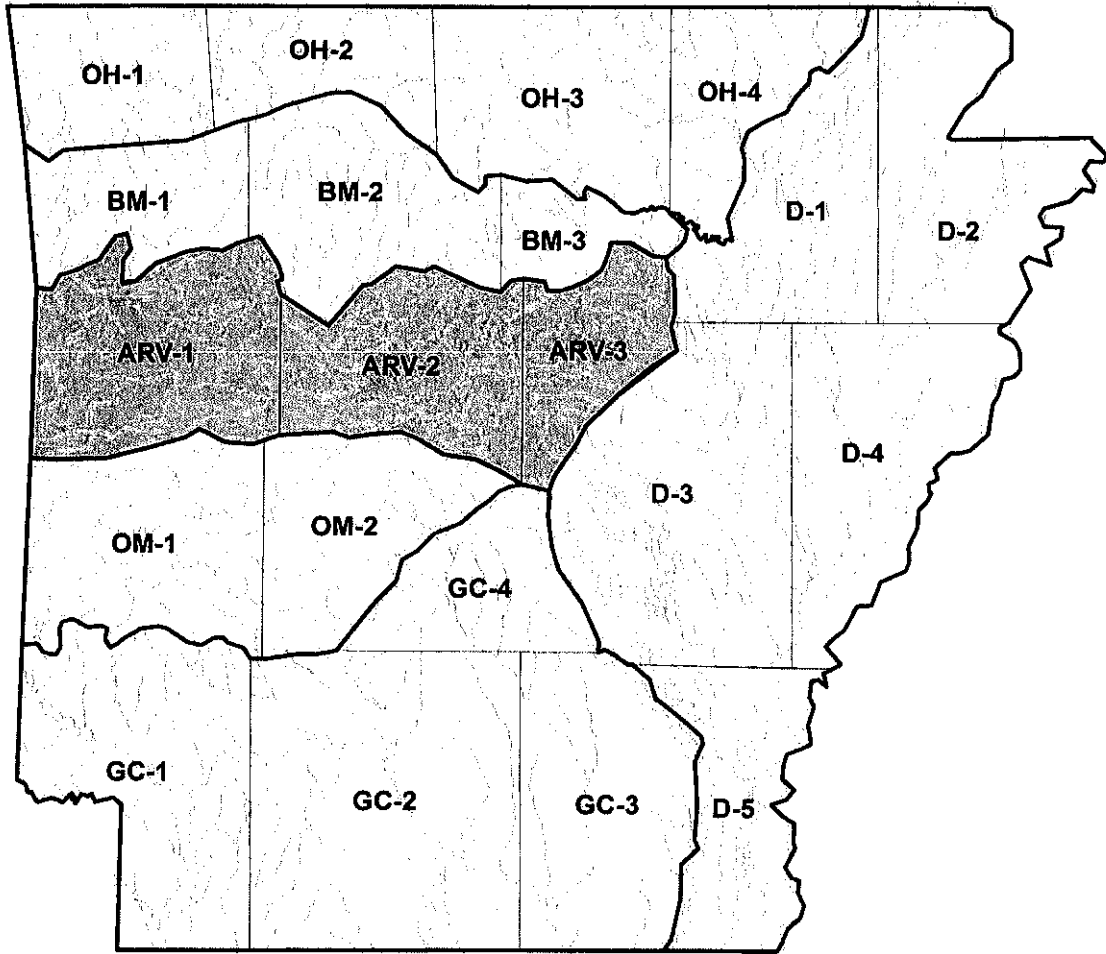 OH-1
OH-2
OH-3
OH-4
BM-1
BM-2
BM-3
D-1
D-2
ARV-1
ARV-2
ARV-3
D-3
D-4
OM-1
OM-2
GC-4
GC-1
GC-2
GC-3
D-5